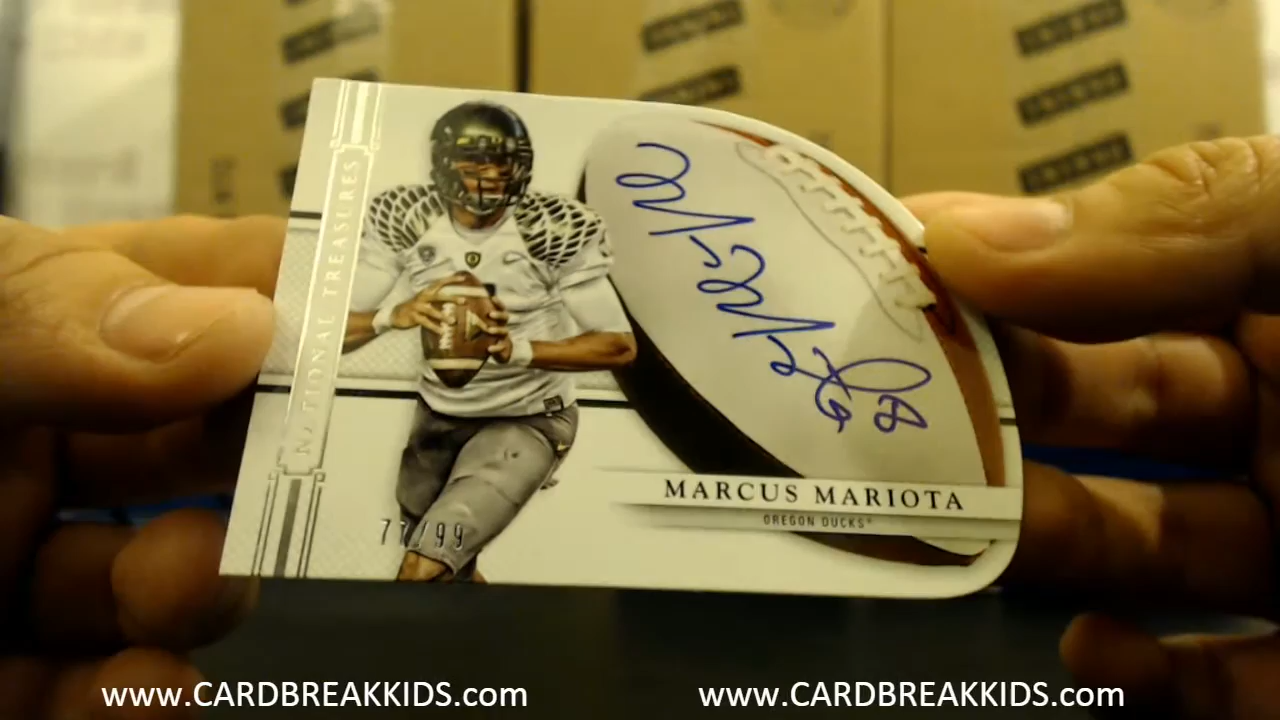 NATIONAL TREASURES
MARCUS MARIOTA
OREGON DUCKS
77/99
www.CARDBREAKKIDS.com www.CARDBREAKKIDS.com